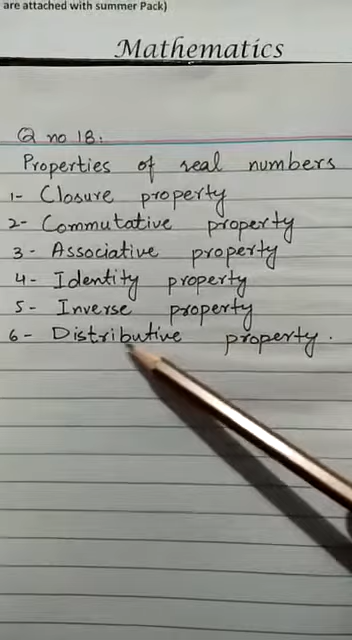 are attached with summer Pack)
Mathematics
Q no 18:
Properties of real numbers
1- Closure property
2- Commutative property
3- Associative property
4- Identity property
5- Inverse property
6- Distributive property.